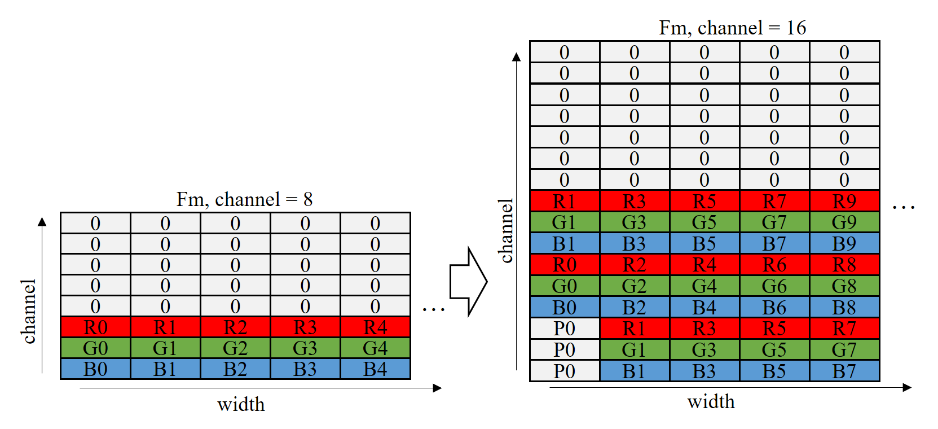 Fm, channel = 8
0 0 0 0 0
0 0 0 0 0
0 0 0 0 0
0 0 0 0 0
0 0 0 0 0
R0 R1 R2 R3 R4
G0 G1 G2 G3 G4
B0 B1 B2 B3 B4
...
channel
width
Fm, channel = 16
0 0 0 0 0
0 0 0 0 0
0 0 0 0 0
0 0 0 0 0
0 0 0 0 0
0 0 0 0 0
0 0 0 0 0
R1 R3 R5 R7 R9
G1 G3 G5 G7 G9
B1 B3 B5 B7 B9
R0 R2 R4 R6 R8
G0 G2 G4 G6 G8
B0 B2 B4 B6 B8
P0 R1 R3 R5 R7
P0 G1 G3 G5 G7
P0 B1 B3 B5 B7
...
channel
width